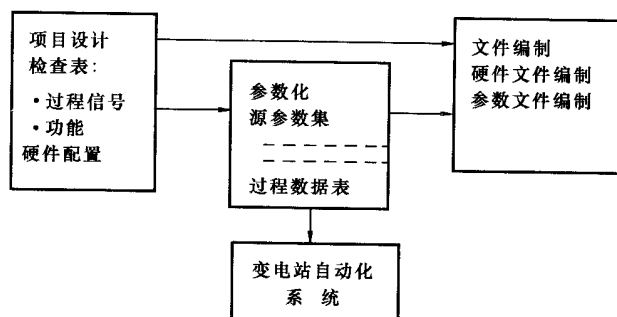 项目设计
检查表:
•过程信号
•功能
硬件配置
参数化
源参数集
过程数据表
文件编制
硬件文件编制
参数文件编制
变电站自动化
系 统